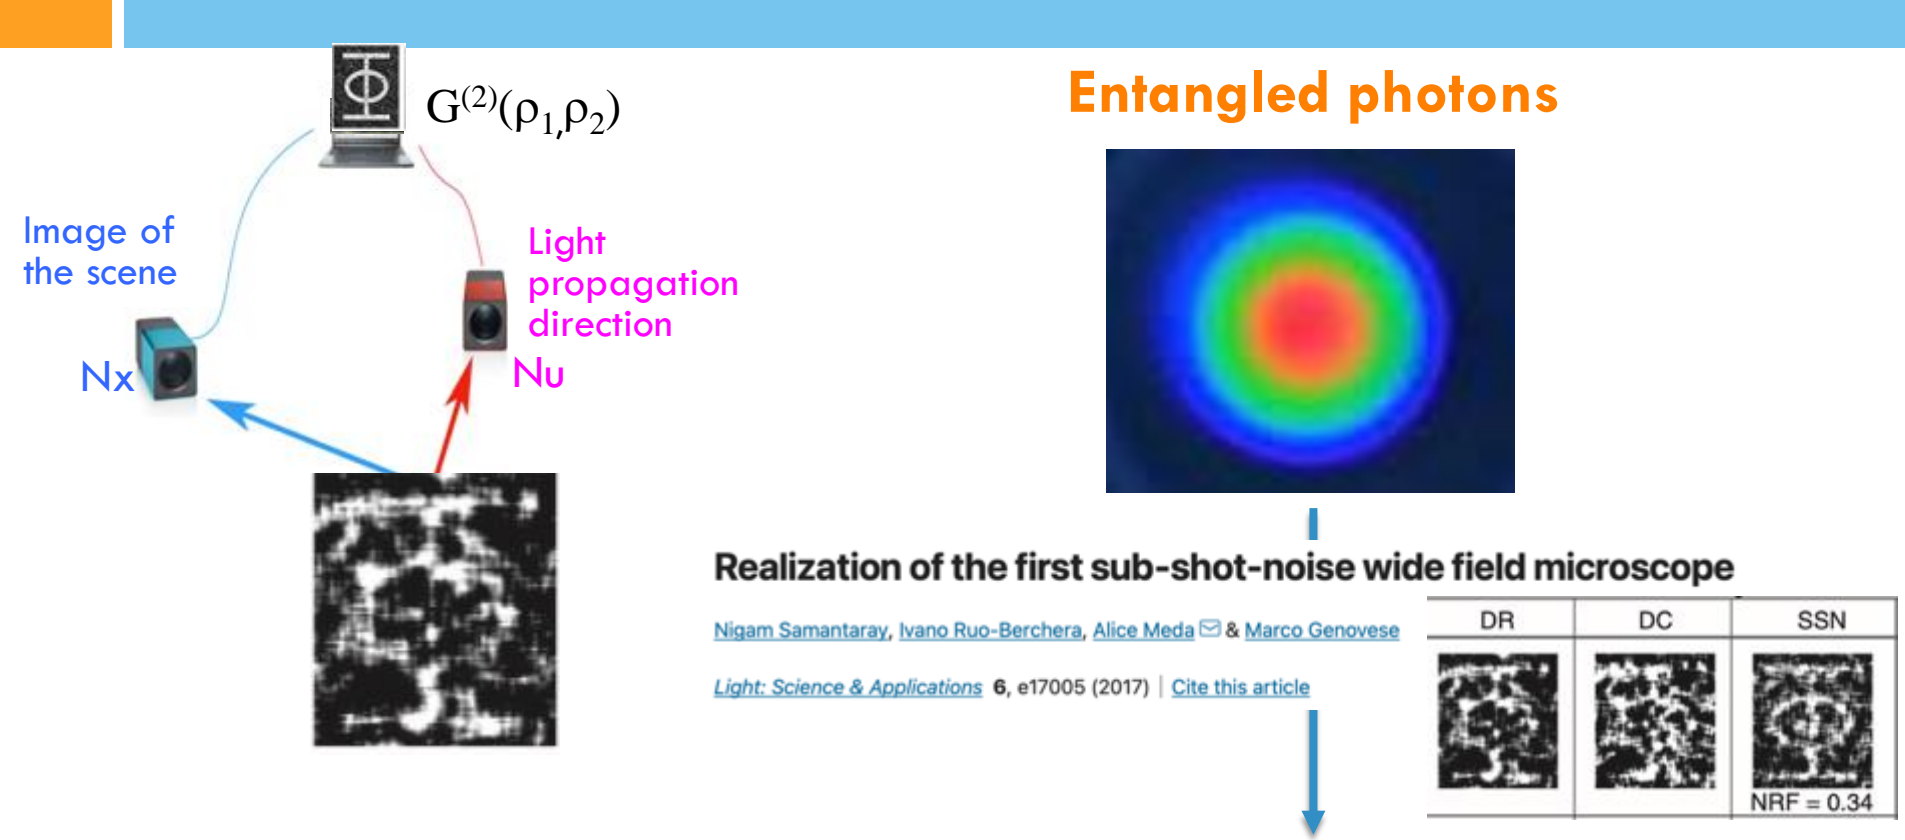 G(2)(ρ1,ρ2)
Image of
the scene
Nx
Light
propagation
direction
Nu
Entangled photons
Realization of the first sub-shot-noise wide field microscope
Nigam Samantaray, Ivano Ruo-Berchera, Alice Meda & Marco Genovese
Light: Science & Applications 6, e17005 (2017) | Cite this article
DR DC SSN
NRF = 0.34